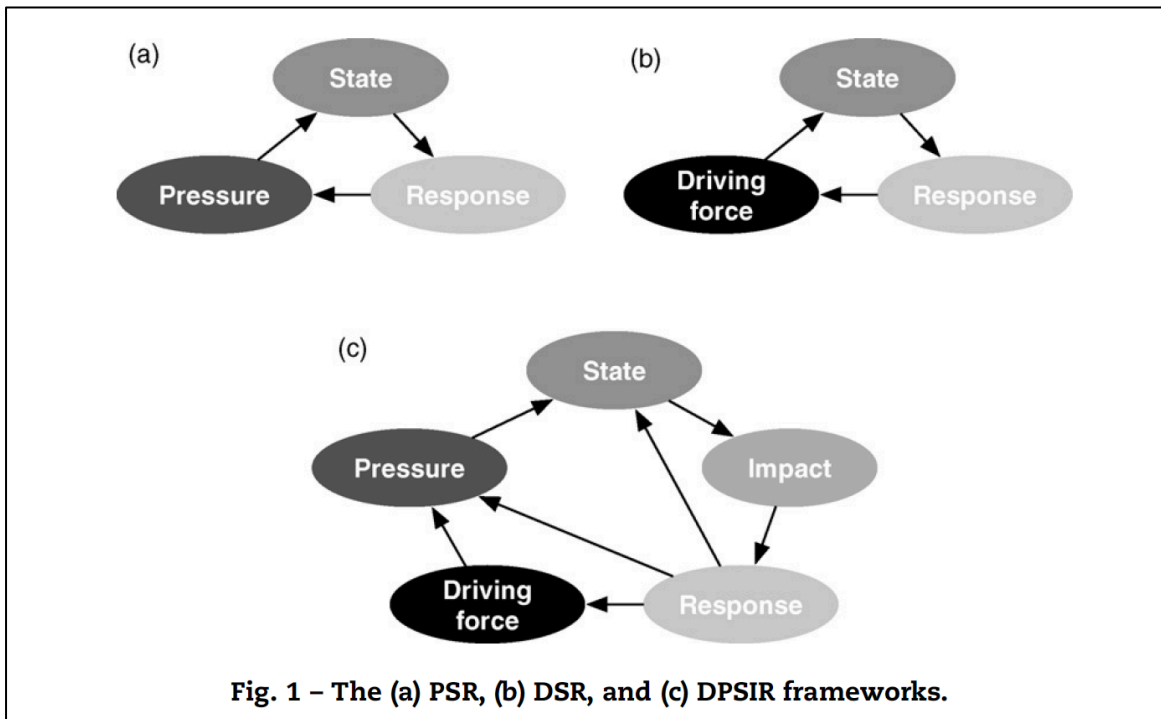 (a)
State
Pressure
Response
(b)
State
Driving
force
Response
(c)
State
Pressure
Impact
Driving
force
Response
Fig. 1 – The (a) PSR, (b) DSR, and (c) DPSIR frameworks.